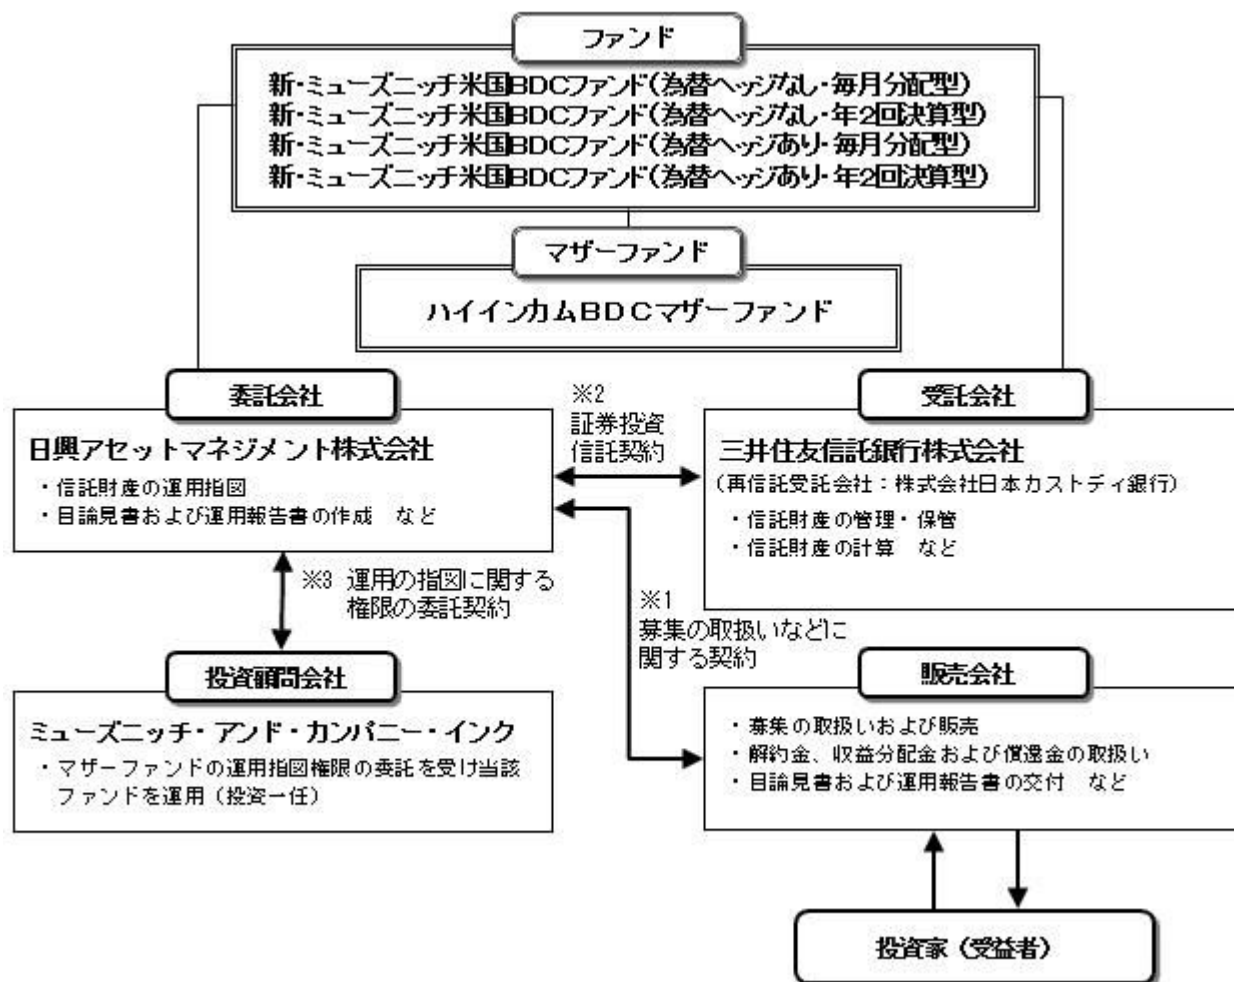 ファンド
新・ミューズニッチ米国BDCファンド(為替ヘッジなし・毎月分配型)
新・ミューズニッチ米国BDCファンド(為替ヘッジなし・年2回決算型)
新・ミューズニッチ米国BDCファンド(為替ヘッジあり・毎月分配型)
新・ミューズニッチ米国BDCファンド(為替ヘッジあり・年2回決算型)
マザーファンド
ハイインカムBDCマザーファンド
委託会社
日興アセットマネジメント株式会社
・信託財産の運用指図
・目論見書および運用報告書の作成 など
※2
証券投資
信託契約
受託会社
三井住友信託銀行株式会社
(再信託受託会社：株式会社日本カストディ銀行)
・信託財産の管理・保管
・信託財産の計算 など
※3 運用の指図に関する
権限の委託契約
※1
募集の取扱いなどに
関する契約
投資顧問会社
ミューズニッチ・アンド・カンパニー・インク
・マザーファンドの運用指図権限の委託を受け当該
ファンドを運用（投資一任）
販売会社
・募集の取扱いおよび販売
・解約金、収益分配金および償還金の取扱い
・目論見書および運用報告書の交付 など
投資家（受益者）